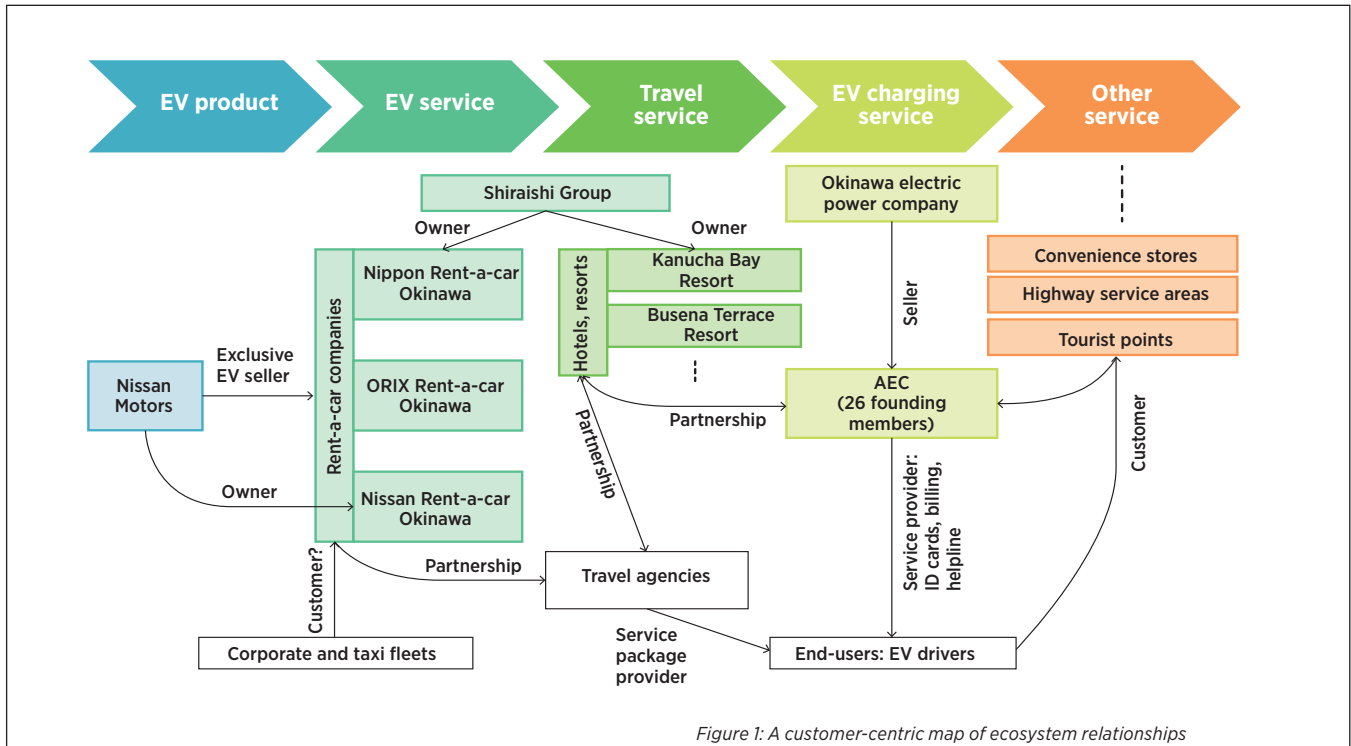 EV product
EV service
Travel
service
EV charging
service
Other
service
Shiraishi Group
Owner
Owner
Okinawa electric
power company
Rent-a-car companies
Nippon Rent-a-car
Okinawa
Hotels, resorts
Kanucha Bay
Resort
Busena Terrace
Resort
Seller
Convenience stores
Highway service areas
Tourist points
Nissan
Motors
Exclusive
EV seller
ORIX Rent-a-car
Okinawa
AEC
(26 founding
members)
Partnership
Partnership
Customer
Owner
Nissan Rent-a-car
Okinawa
Service provider:
ID cards, billing,
helpline
Customer?
Partnership
Travel agencies
Corporate and taxi fleets
Service
package
provider
End-users: EV drivers
Figure 1: A customer-centric map of ecosystem relationships